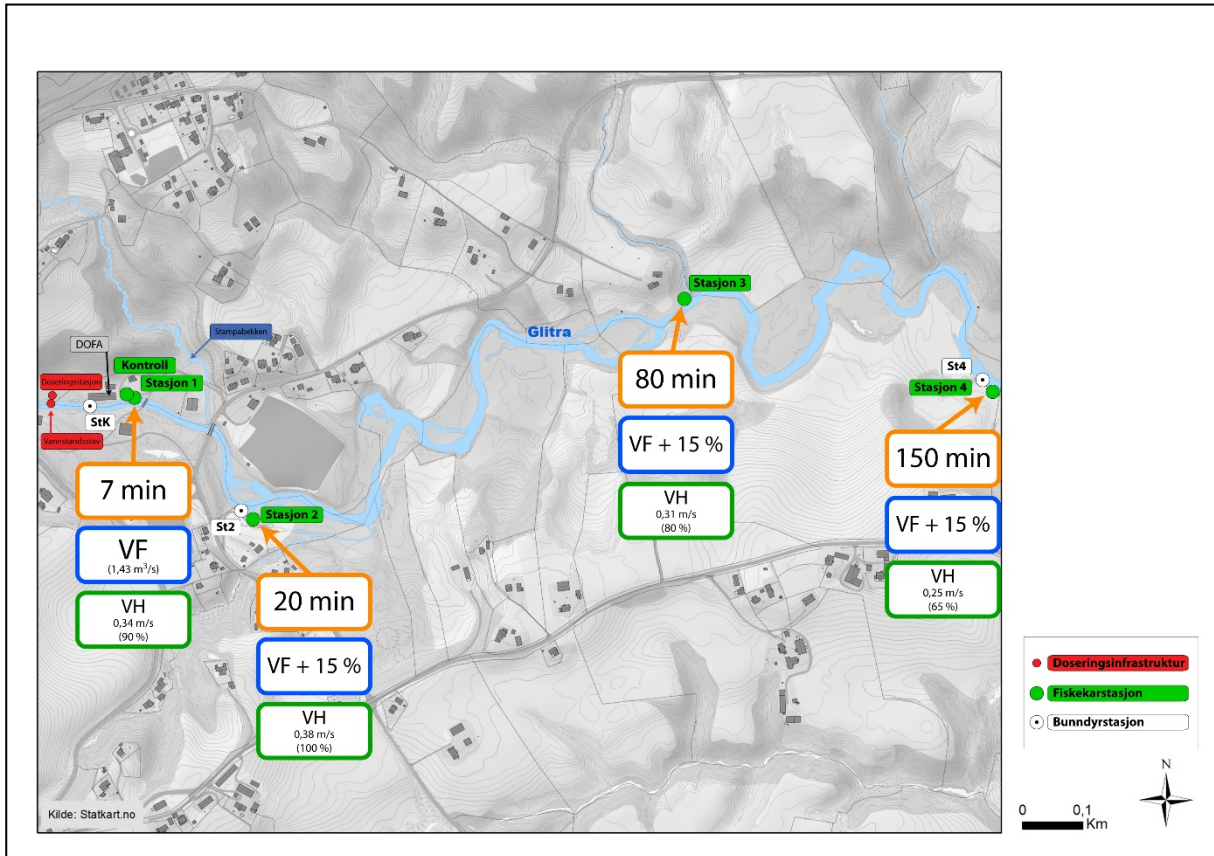 Stasjon 3
Glitra
Stampabekken
DOFA
Kontroll
Stasjon 1
Doseringsstasjon
StK
Vannstandsstav
St4
Stasjon 4
80 min
VF + 15 %
VH
0,31 m/s
(80 %)
150 min
VF + 15 %
VH
0,25 m/s
(65 %)
7 min
VF
(1,43 m³/s)
VH
0,34 m/s
(90 %)
St2
Stasjon 2
20 min
VF + 15 %
VH
0,38 m/s
(100 %)
Doseringsinfrastruktur
Fiskekarstasjon
Bunndyrstasjon
N
0 0,1
Km
Kilde: Statkart.no